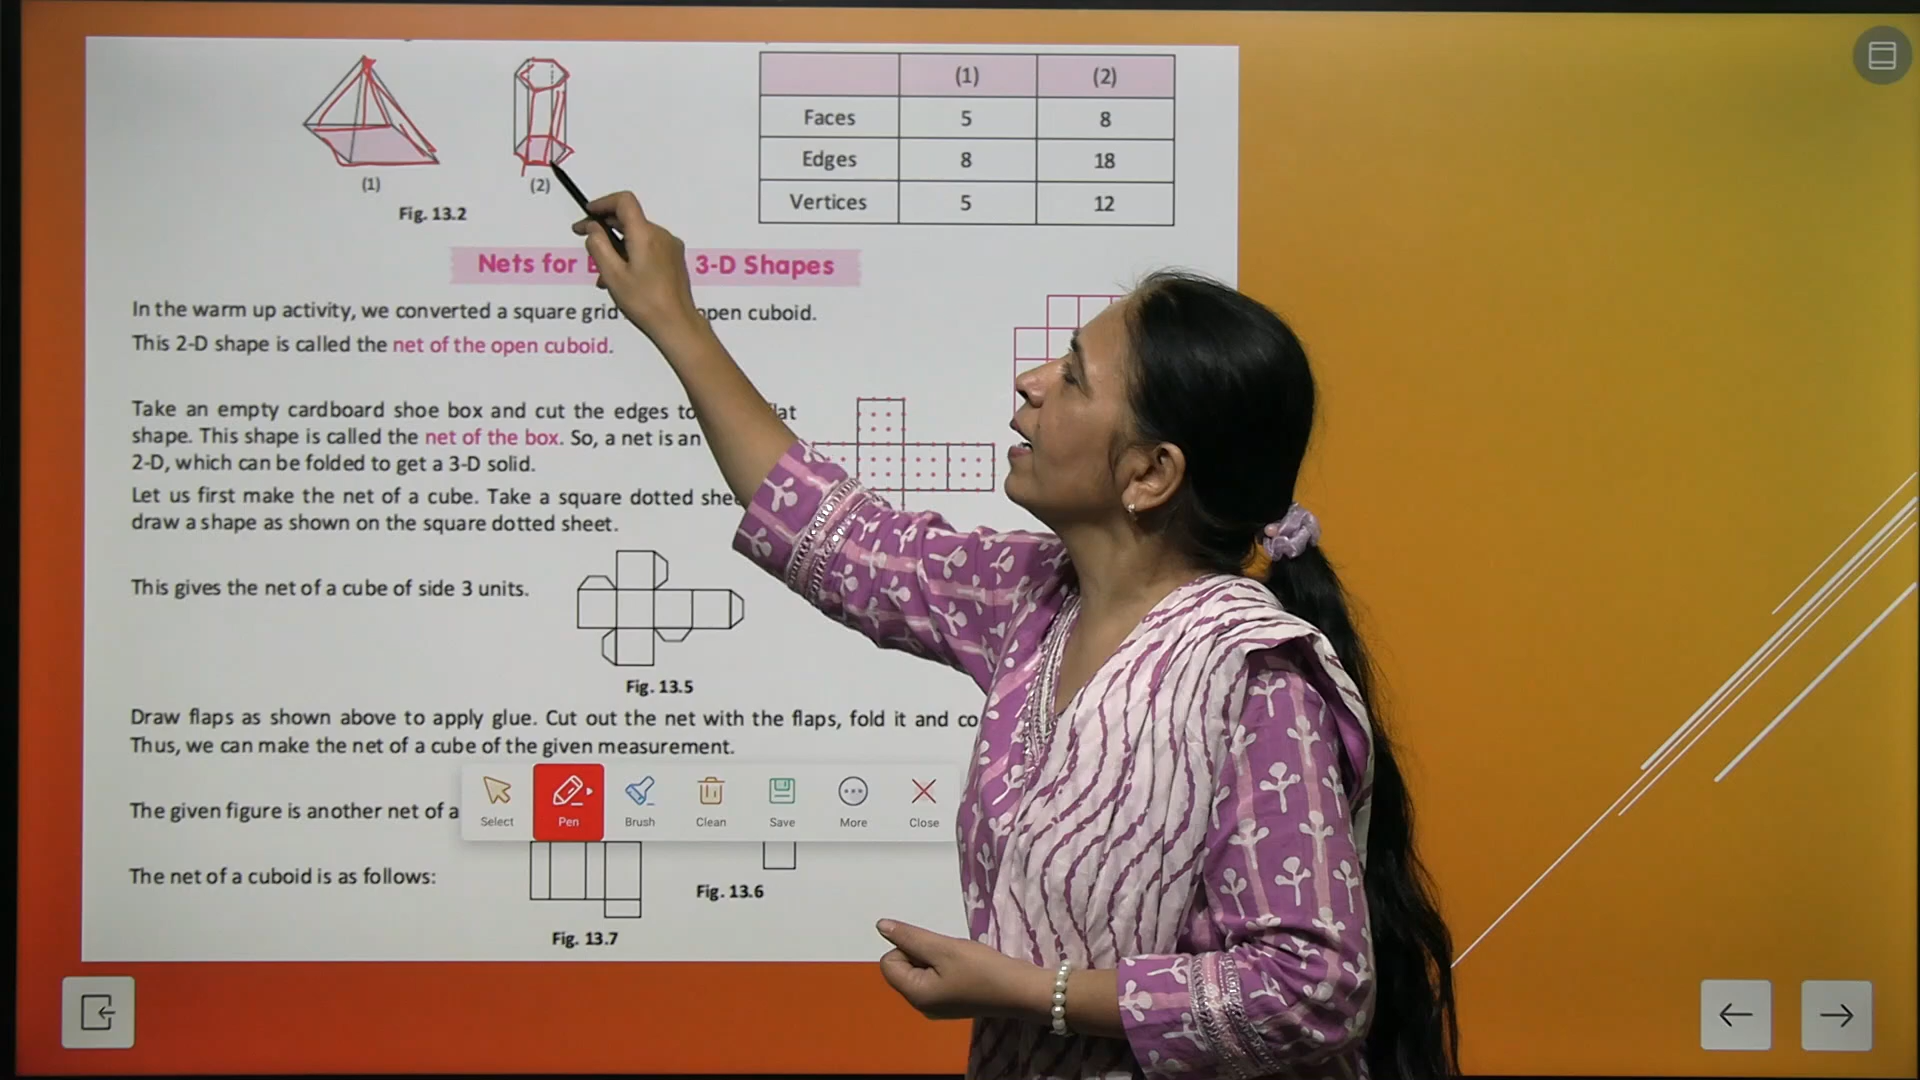 (1) (2)
Faces 5 8
Edges 8 18
Vertices 5 12
(1) (2)
Fig. 13.2
Nets for 3-D Shapes
In the warm up activity, we converted a square grid open cuboid.
This 2-D shape is called the net of the open cuboid.
Take an empty cardboard shoe box and cut the edges to
shape. This shape is called the net of the box. So, a net is an
2-D, which can be folded to get a 3-D solid.
Let us first make the net of a cube. Take a square dotted
draw a shape as shown on the square dotted sheet.
This gives the net of a cube of side 3 units.
Fig. 13.5
Draw flaps as shown above to apply glue. Cut out the net with the flaps, fold it and
Thus, we can make the net of a cube of the given measurement.
The given figure is another net of a
Select Pen Brush Clean Save More Close
The net of a cuboid is as follows:
Fig. 13.6
Fig. 13.7